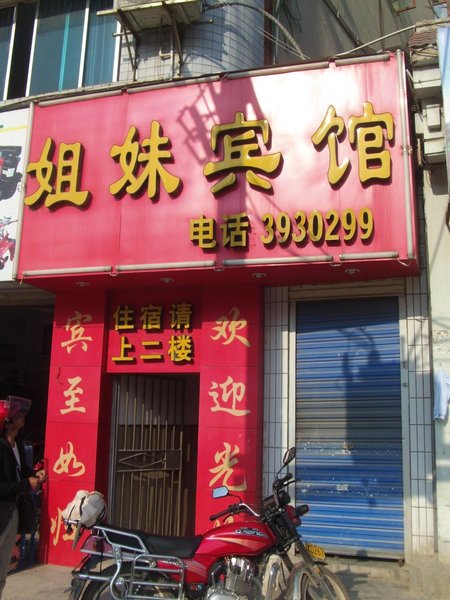 姐妹宾馆
电话 3930299
住宿请
上二楼
宾至如归
欢迎光